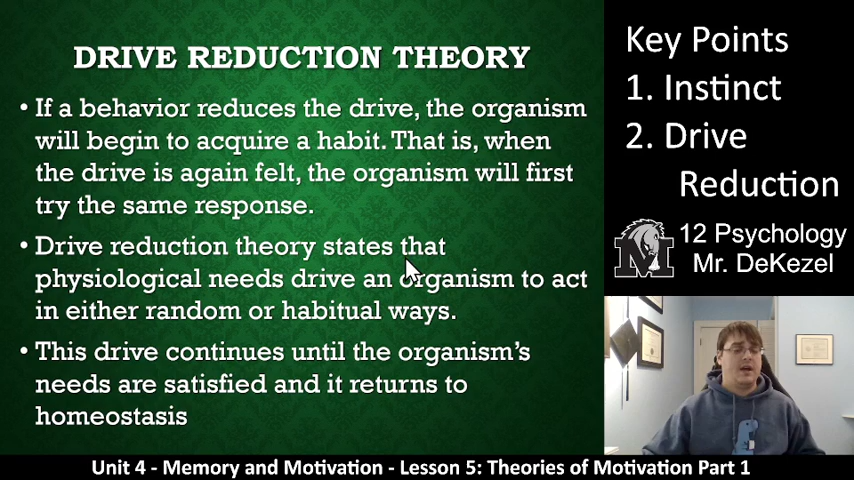 DRIVE REDUCTION THEORY
• If a behavior reduces the drive, the organism
will begin to acquire a habit. That is, when
the drive is again felt, the organism will first
try the same response.
• Drive reduction theory states that
physiological needs drive an organism to act
in either random or habitual ways.
• This drive continues until the organism's
needs are satisfied and it returns to
homeostasis
Key Points
1. Instinct
2. Drive
Reduction
M
12 Psychology
Mr. DeKezel
Unit 4 - Memory and Motivation - Lesson 5: Theories of Motivation Part 1